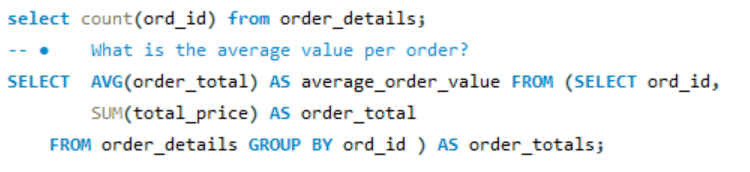 select count(ord_id) from order_details;
-- ● What is the average value per order?
SELECT AVG(order_total) AS average_order_value FROM (SELECT ord_id,
SUM(total_price) AS order_total
FROM order_details GROUP BY ord_id ) AS order_totals;